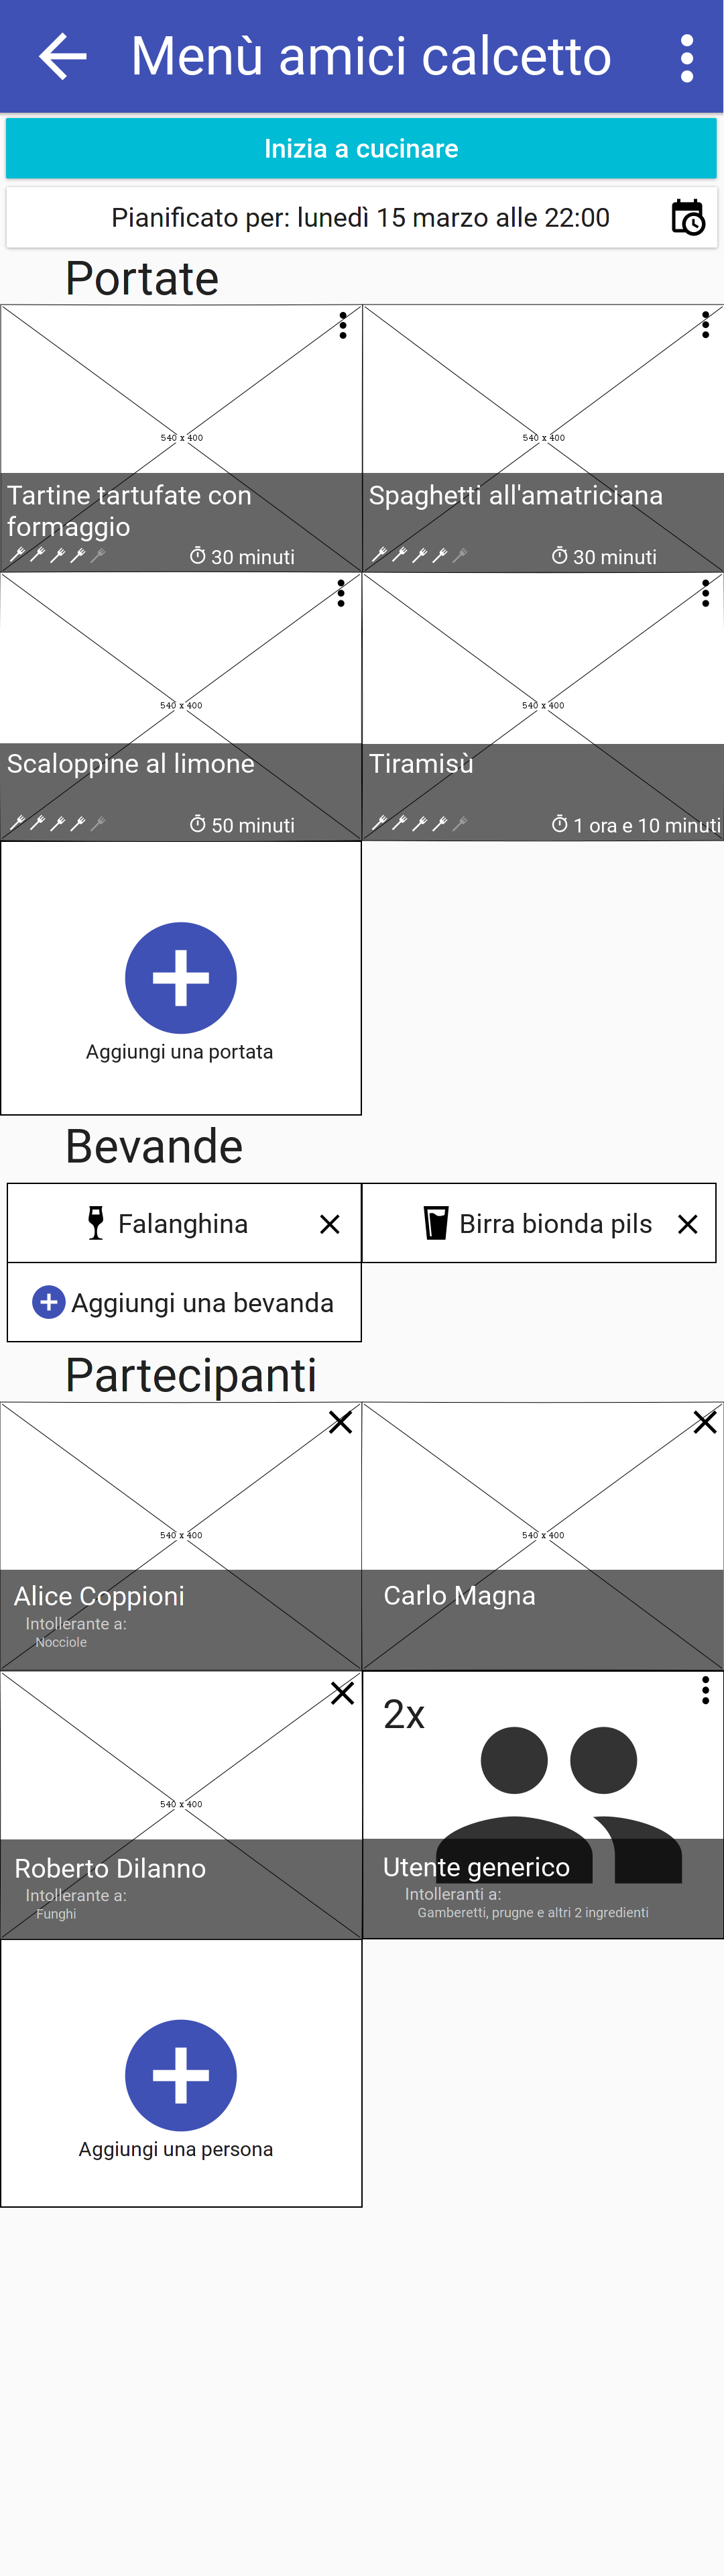 Menù amici calcetto
Inizia a cucinare
Pianificato per: lunedì 15 marzo alle 22:00
Portate
540 x 400
540 x 400
Tartine tartufate con
formaggio
30 minuti
Spaghetti all'amatriciana
30 minuti
540 x 400
540 x 400
Scaloppine al limone
50 minuti
Tiramisù
1 ora e 10 minuti
Aggiungi una portata
Bevande
Falanghina
Birra bionda pils
Aggiungi una bevanda
Partecipanti
540 x 400
540 x 400
Alice Coppioni
Intollerante a:
Nocciole
Carlo Magna
540 x 400
2x
Roberto Dilanno
Intollerante a:
Funghi
Utente generico
Intolleranti a:
Gamberetti, prugne e altri 2 ingredienti
Aggiungi una persona